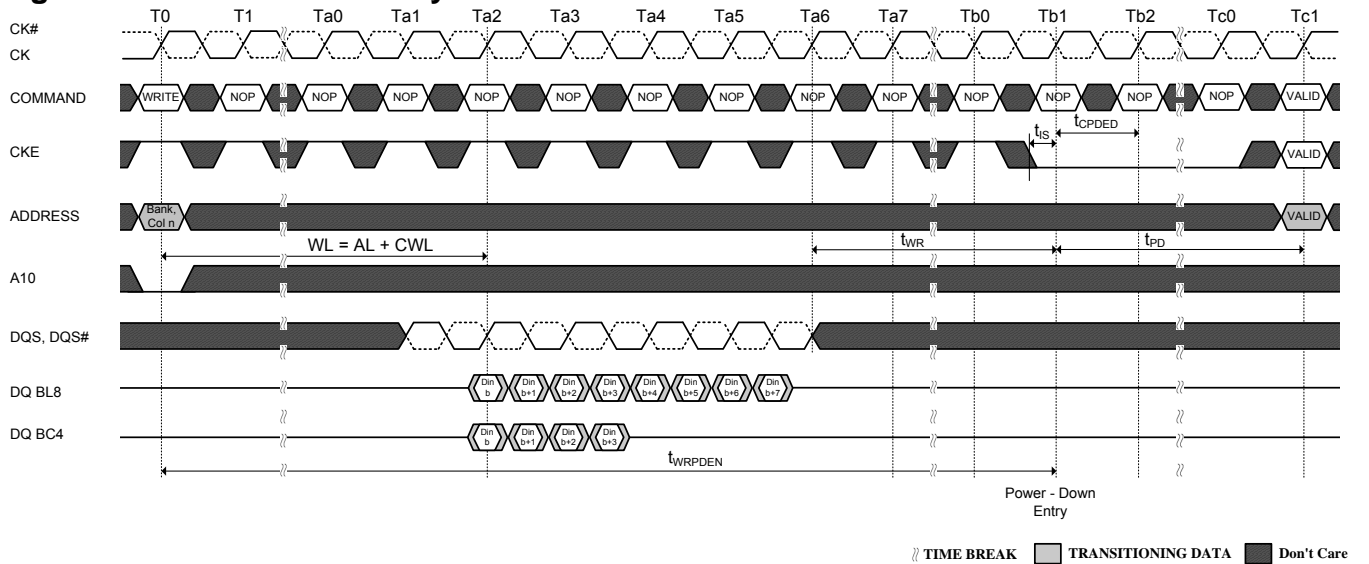 T0 T1 Ta0 Ta1 Ta2 Ta3 Ta4 Ta5 Ta6 Ta7 Tb0 Tb1 Tb2 Tc0 Tc1
CK#
CK
COMMAND WRITE NOP NOP NOP NOP NOP NOP NOP NOP NOP NOP NOP NOP NOP VALID
tIS tCPDED
CKE VALID
ADDRESS Bank, Col n VALID
WL = AL + CWL tWR tPD
A10
DQS, DQS#
DQ BL8 Din b Din b+1 Din b+2 Din b+3 Din b+4 Din b+5 Din b+6 Din b+7
DQ BC4 Din b Din b+1 Din b+2 Din b+3
tWRPDEN
Power - Down
Entry
TIME BREAK TRANSITIONING DATA Don't Care